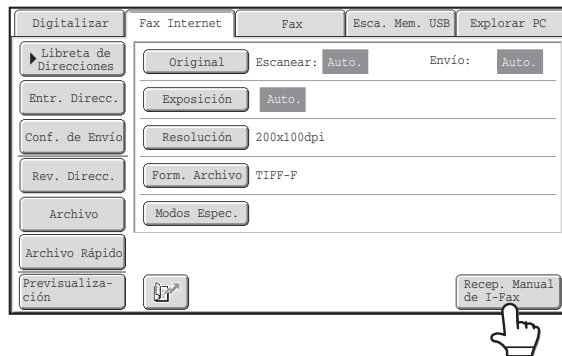 Digitalizar
Fax Internet
Fax
Esca. Mem. USB
Explorar PC
Libreta de
Direcciones
Original
Escanear:
Auto.
Envío:
Auto.
Entr. Direcc.
Exposición
Auto.
Conf. de Envío
Resolución
200x100dpi
Rev. Direcc.
Form. Archivo
TIFF-F
Archivo
Modos Espec.
Archivo Rápido
Previsualiza-
ción
Recep. Manual
de I-Fax